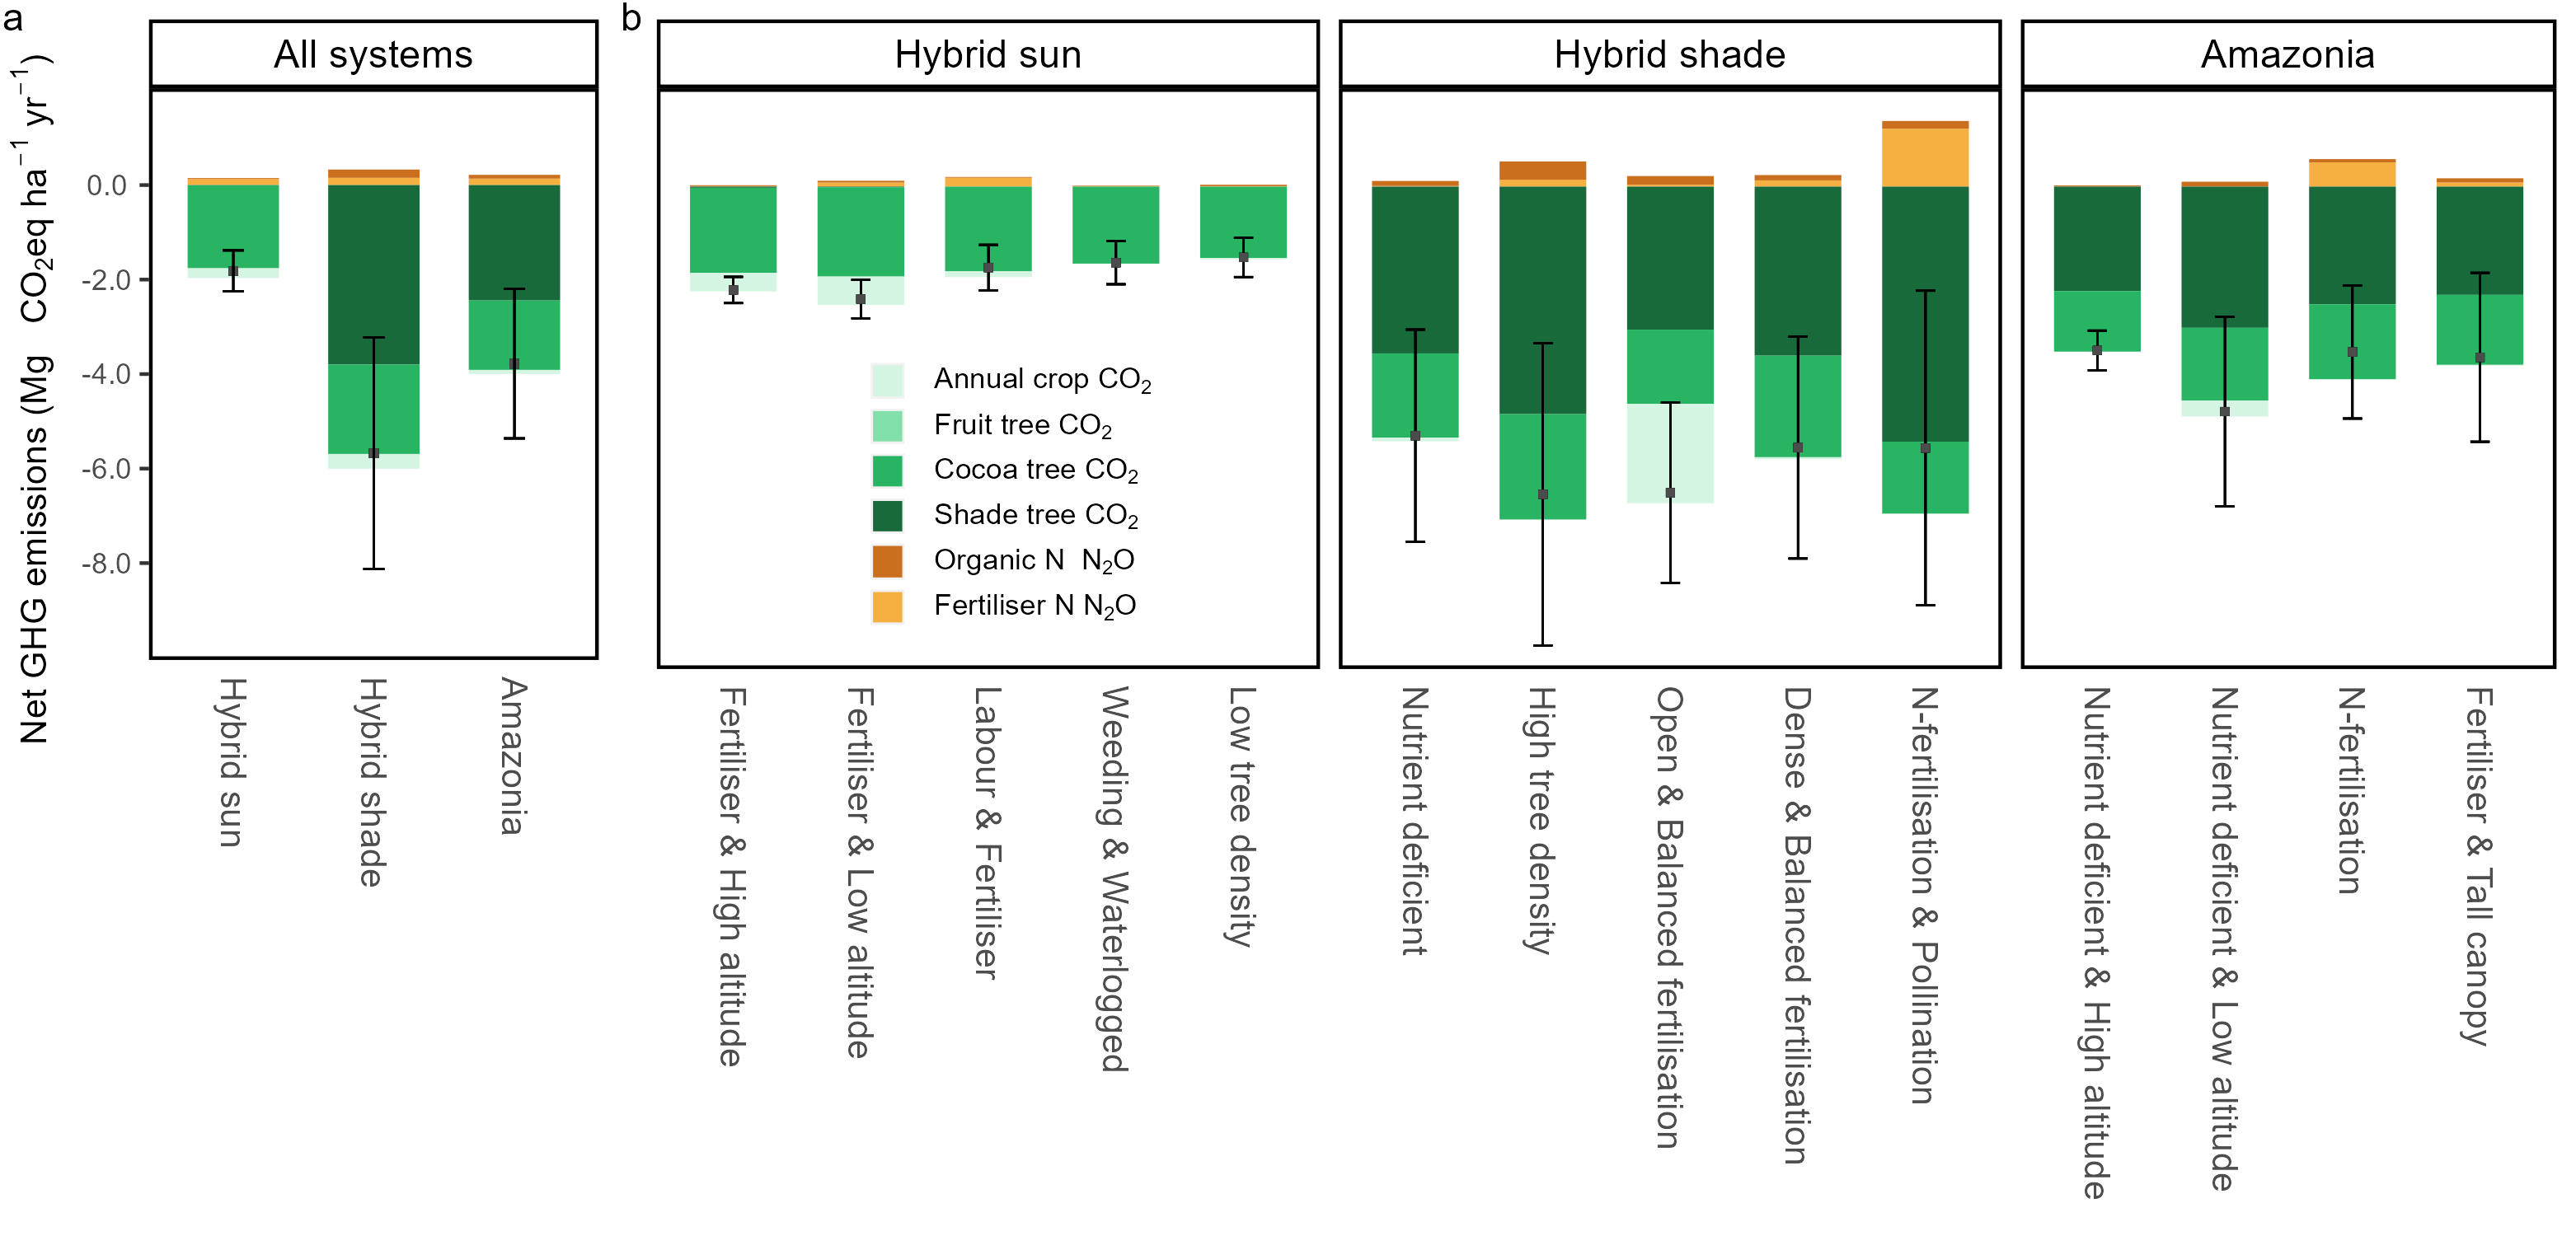 a
b
All systems
Hybrid sun
Hybrid shade
Amazonia
Net GHG emissions (Mg CO₂eq ha⁻¹ yr⁻¹)
0.0
-2.0
-4.0
-6.0
-8.0
Annual crop CO₂
Fruit tree CO₂
Cocoa tree CO₂
Shade tree CO₂
Organic N N₂O
Fertiliser N N₂O
Hybrid sun
Hybrid shade
Amazonia
Fertiliser & High altitude
Fertiliser & Low altitude
Labour & Fertiliser
Weeding & Waterlogged
Low tree density
Nutrient deficient
High tree density
Open & Balanced fertilisation
Dense & Balanced fertilisation
N-fertilisation & Pollination
Nutrient deficient & High altitude
Nutrient deficient & Low altitude
N-fertilisation
Fertiliser & Tall canopy